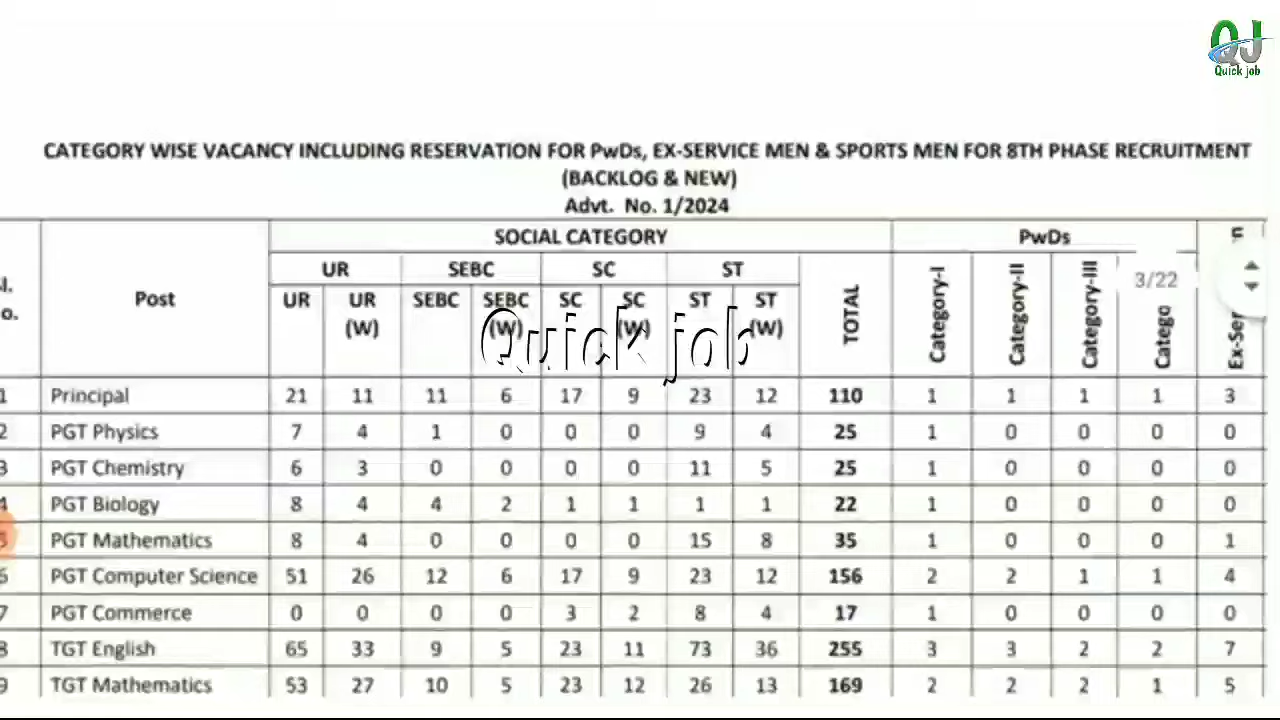 QJ
Quick job
CATEGORY WISE VACANCY INCLUDING RESERVATION FOR PwDs, EX-SERVICE MEN & SPORTS MEN FOR 8TH PHASE RECRUITMENT
(BACKLOG & NEW)
Advt. No. 1/2024
SOCIAL CATEGORY PwDs
l. o. Post UR SEBC SC ST TOTAL Category-I Category-II Category-III Catego Ex-Ser n
3/22
UR UR (W) SEBC SEBC (W) SC SC (W) ST ST (W)
Quick job
1 Principal 21 11 11 6 17 9 23 12 110 1 1 1 1 3
2 PGT Physics 7 4 1 0 0 0 9 4 25 1 0 0 0 0
3 PGT Chemistry 6 3 0 0 0 0 11 5 25 1 0 0 0 0
4 PGT Biology 8 4 4 2 1 1 1 1 22 1 0 0 0 0
5 PGT Mathematics 8 4 0 0 0 0 15 8 35 1 0 0 0 1
6 PGT Computer Science 51 26 12 6 17 9 23 12 156 2 2 1 1 4
7 PGT Commerce 0 0 0 0 3 2 8 4 17 1 0 0 0 0
8 TGT English 65 33 9 5 23 11 73 36 255 3 3 2 2 7
9 TGT Mathematics 53 27 10 5 23 12 26 13 169 2 2 2 1 5